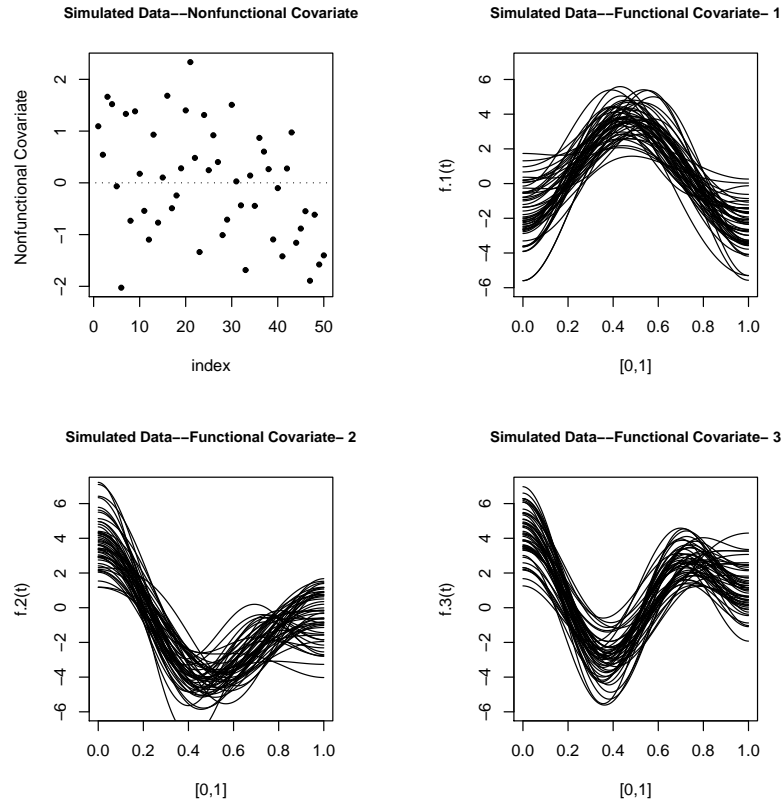 Simulated Data--Nonfunctional Covariate
Nonfunctional Covariate
2
1
0
−1
−2
0 10 20 30 40 50
index
Simulated Data--Functional Covariate- 1
f.1(t)
6
4
2
0
−2
−4
−6
0.0 0.2 0.4 0.6 0.8 1.0
[0,1]
Simulated Data--Functional Covariate- 2
f.2(t)
6
4
2
0
−2
−4
−6
0.0 0.2 0.4 0.6 0.8 1.0
[0,1]
Simulated Data--Functional Covariate- 3
f.3(t)
6
4
2
0
−2
−4
−6
0.0 0.2 0.4 0.6 0.8 1.0
[0,1]